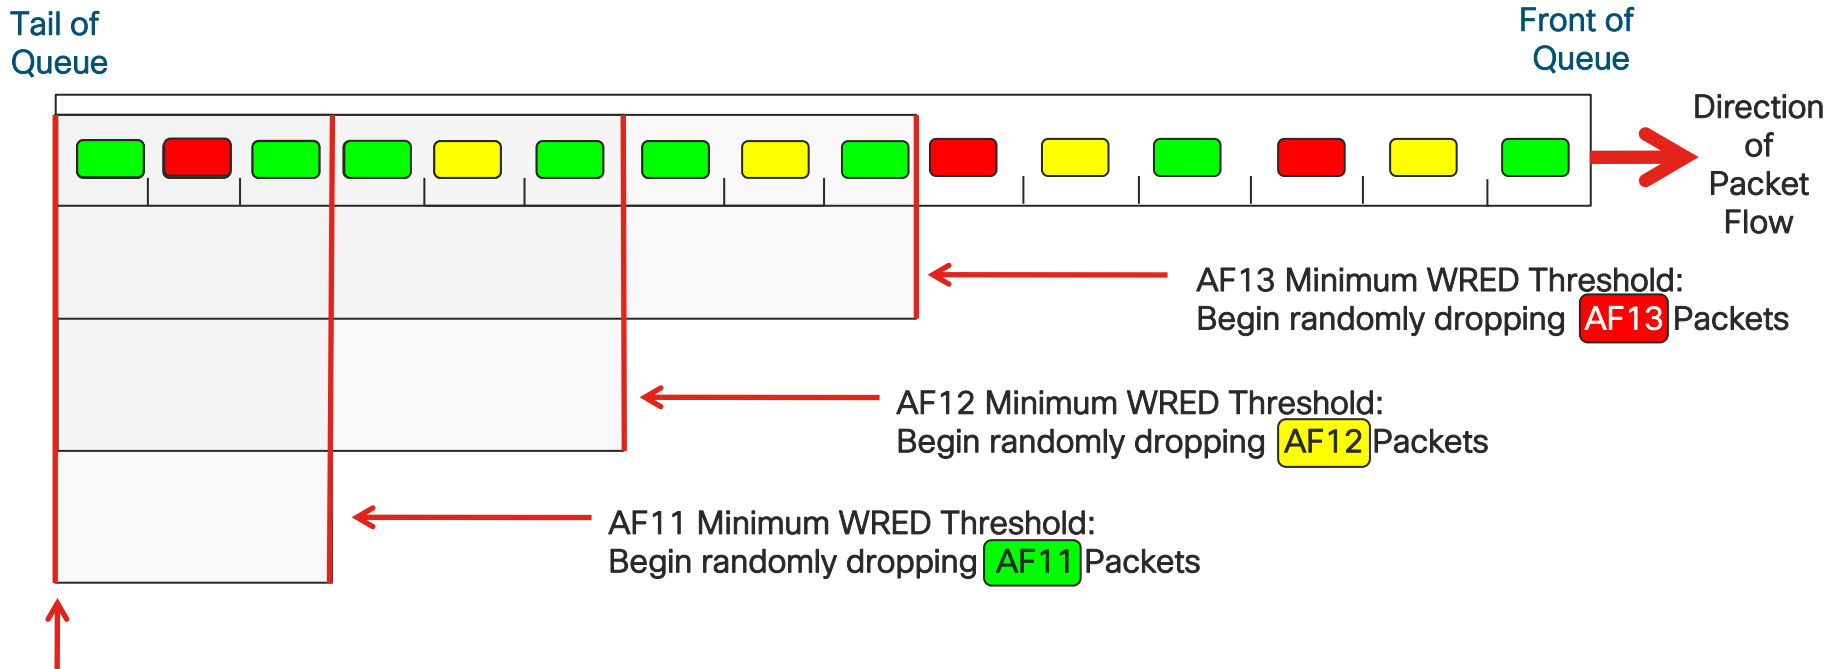 Tail of
Queue
Front of
Queue
Direction
of
Packet
Flow
AF13 Minimum WRED Threshold:
Begin randomly dropping AF13 Packets
AF12 Minimum WRED Threshold:
Begin randomly dropping AF12 Packets
AF11 Minimum WRED Threshold:
Begin randomly dropping AF11 Packets